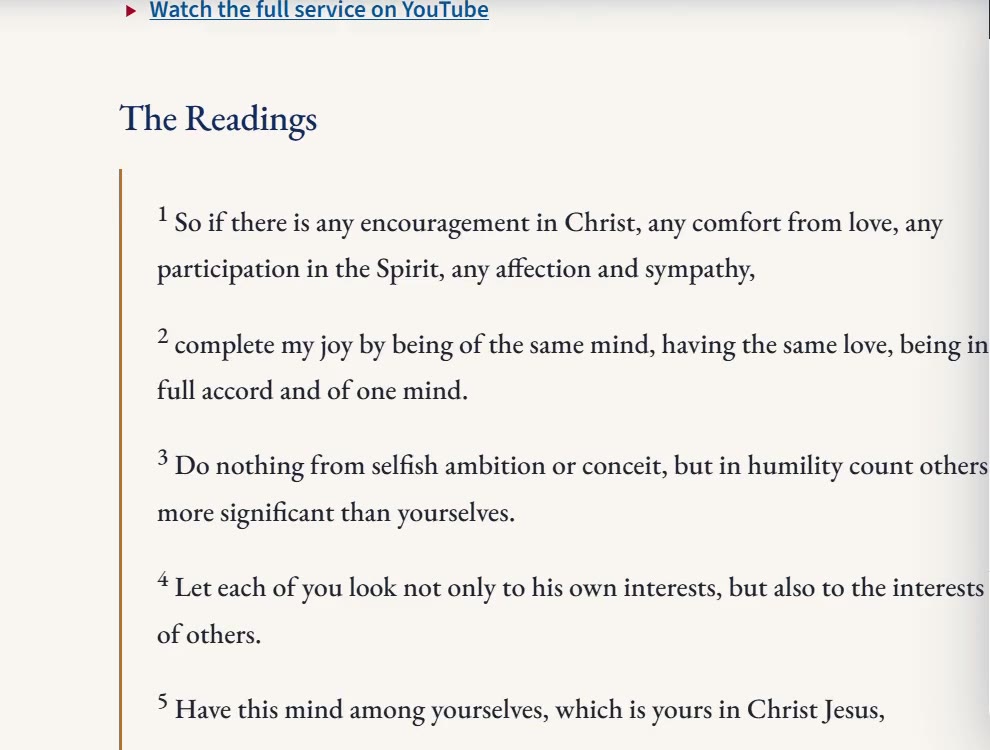 Watch the full service on YouTube
The Readings
1 So if there is any encouragement in Christ, any comfort from love, any
participation in the Spirit, any affection and sympathy,
2 complete my joy by being of the same mind, having the same love, being in
full accord and of one mind.
3 Do nothing from selfish ambition or conceit, but in humility count others
more significant than yourselves.
4 Let each of you look not only to his own interests, but also to the interests
of others.
5 Have this mind among yourselves, which is yours in Christ Jesus,